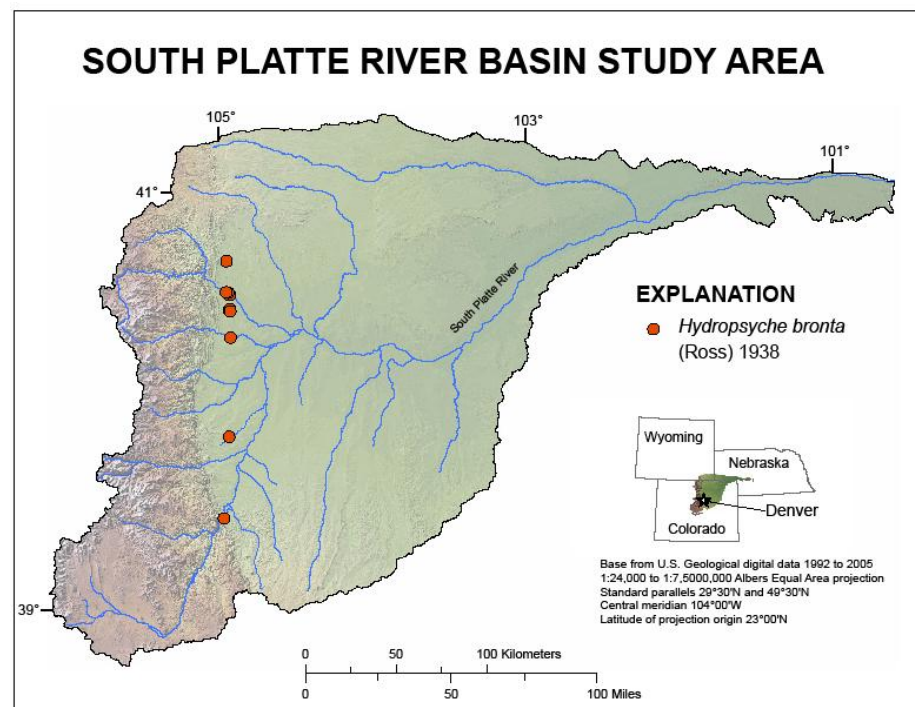 SOUTH PLATTE RIVER BASIN STUDY AREA
105°
103°
101°
41°
South Platte River
EXPLANATION
Hydropsyche bronta
(Ross) 1938
Wyoming
Nebraska
Denver
Colorado
Base from U.S. Geological digital data 1992 to 2005
1:24,000 to 1:7,5000,000 Albers Equal Area projection
Standard parallels 29°30'N and 49°30'N
Central meridian 104°00'W
Latitude of projection origin 23°00'N
39°
0 50 100 Kilometers
0 50 100 Miles